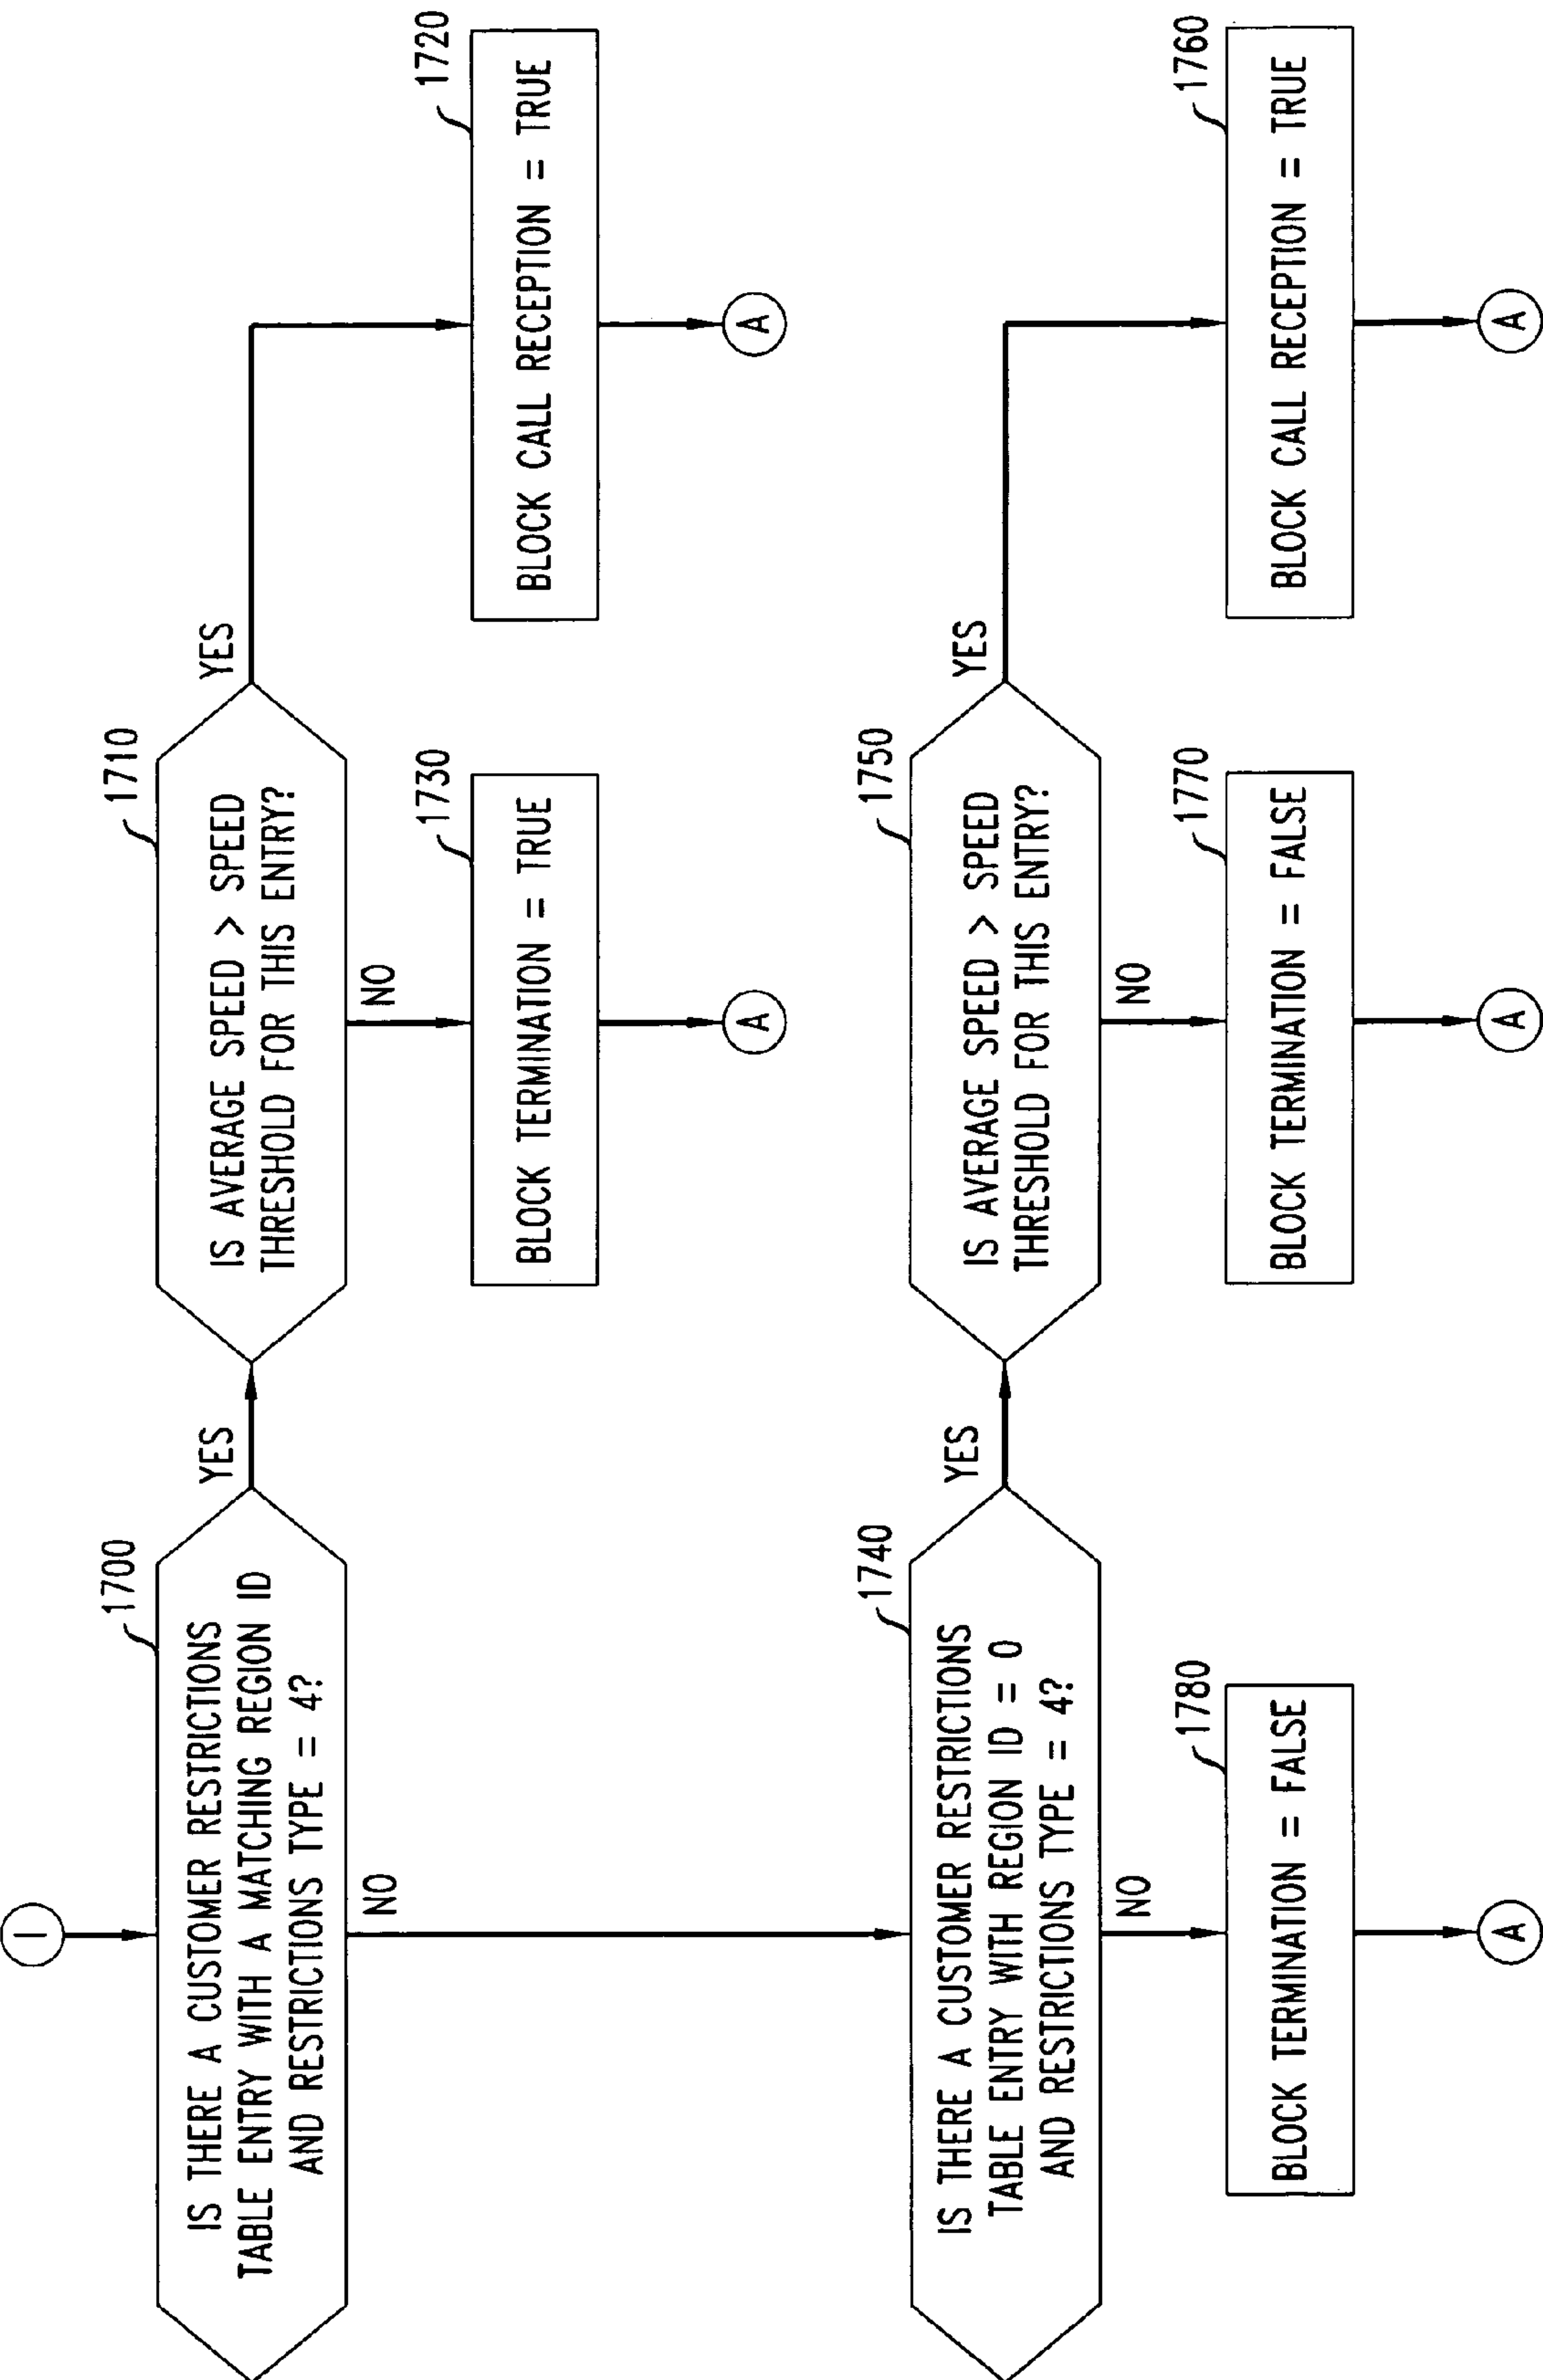 I
1700
IS THERE A CUSTOMER RESTRICTIONS
TABLE ENTRY WITH A MATCHING REGION ID
AND RESTRICTIONS TYPE = 4?
YES
NO
1710
IS AVERAGE SPEED > SPEED
THRESHOLD FOR THIS ENTRY?
YES
NO
1720
BLOCK CALL RECEPTION = TRUE
A
1730
BLOCK TERMINATION = TRUE
A
1740
IS THERE A CUSTOMER RESTRICTIONS
TABLE ENTRY WITH REGION ID = 0
AND RESTRICTIONS TYPE = 4?
YES
NO
1750
IS AVERAGE SPEED > SPEED
THRESHOLD FOR THIS ENTRY?
YES
NO
1760
BLOCK CALL RECEPTION = TRUE
A
1770
BLOCK TERMINATION = FALSE
A
1780
BLOCK TERMINATION = FALSE
A